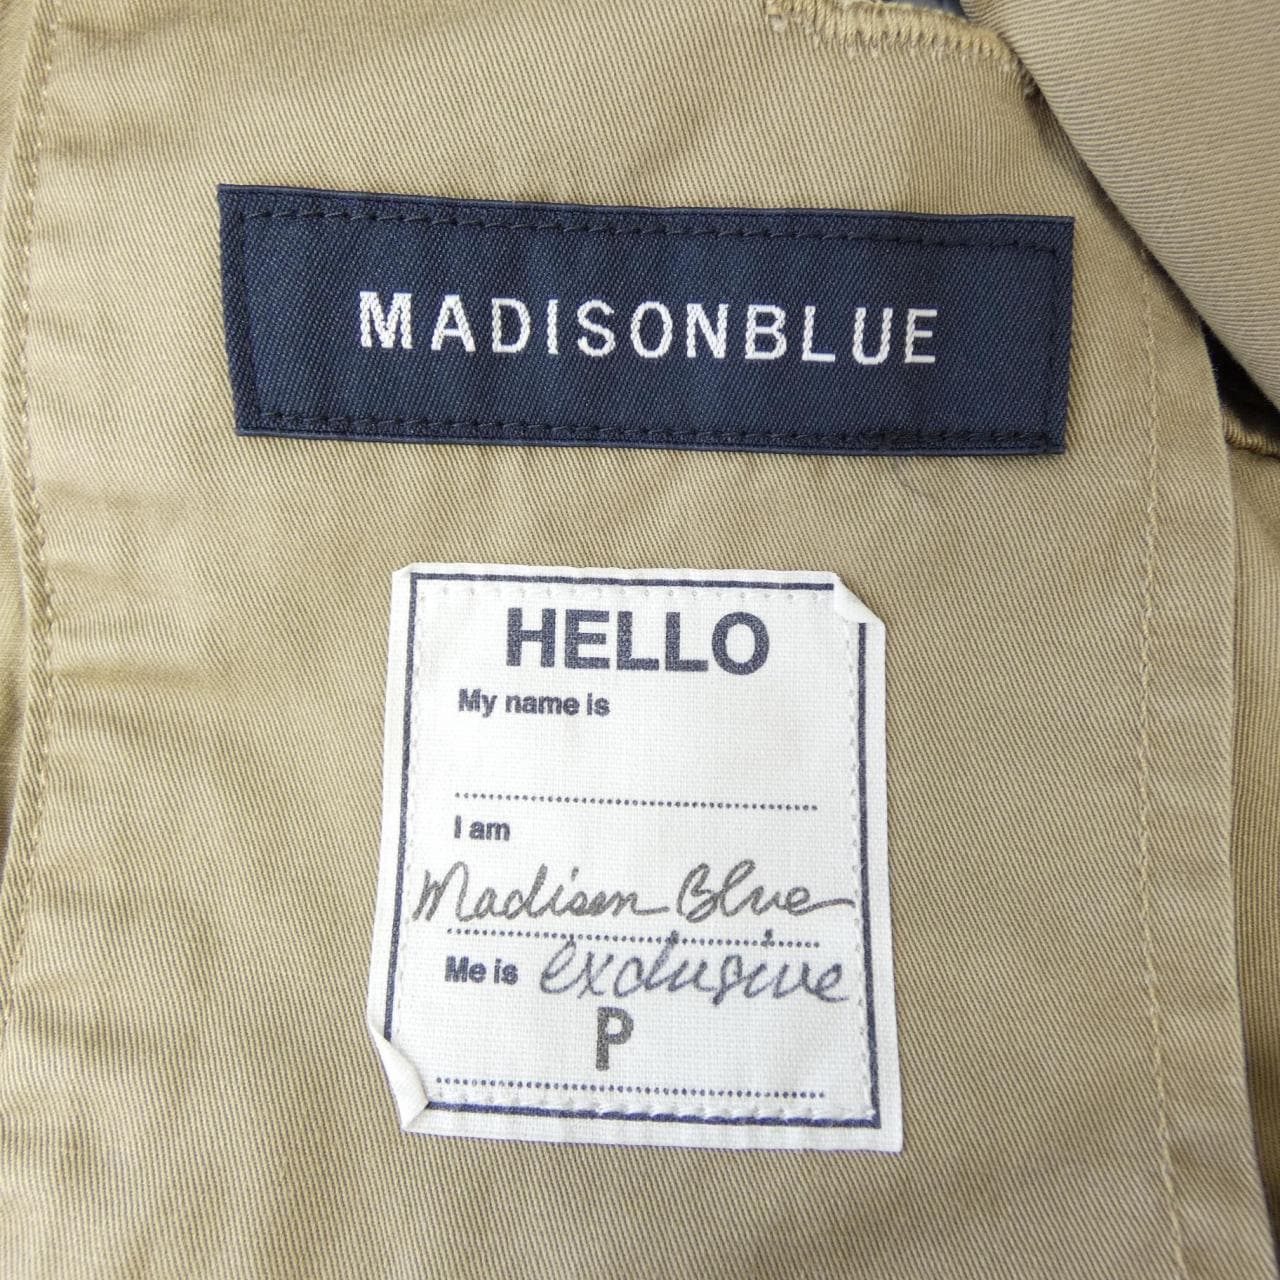 MADISONBLUE
HELLO
My name is
I am
Madison Blue
Me is exclusive
P